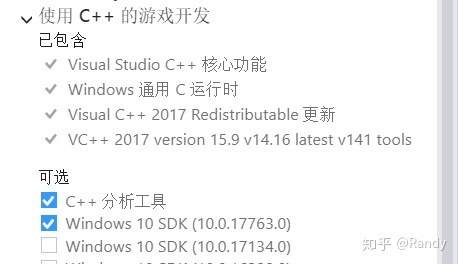 使用 C++ 的游戏开发
已包含
Visual Studio C++ 核心功能
Windows 通用 C 运行时
Visual C++ 2017 Redistributable 更新
VC++ 2017 version 15.9 v14.16 latest v141 tools
可选
C++ 分析工具
Windows 10 SDK (10.0.17763.0)
Windows 10 SDK (10.0.17134.0)
知乎 @Randy